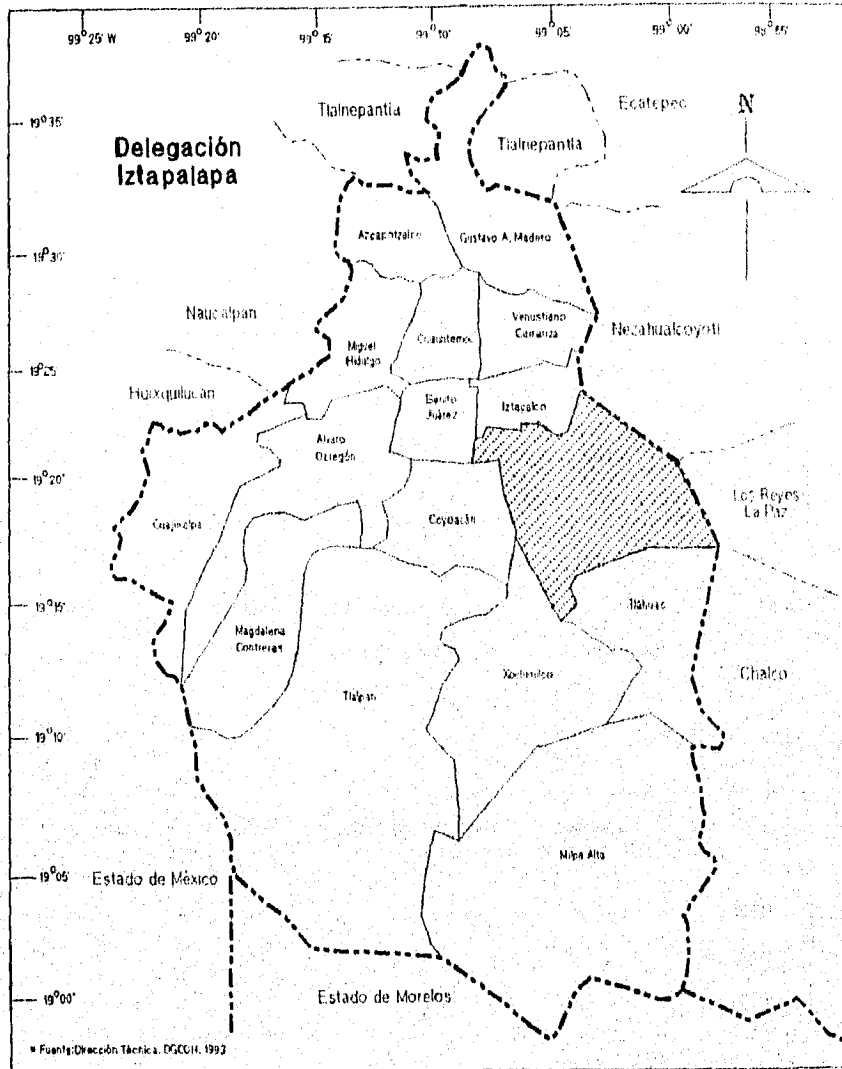 99° 25' W
99° 20'
99° 15'
99° 10'
99° 05'
99° 00'
Tlalnepantla
Ecatepec
N
19° 35'
Tlalnepantla
Delegación
Iztapalapa
Azcapotzalco
Gustavo A. Madero
19° 30'
Naucalpan
Venustiano
Carranza
Nezahualcoyotl
Cuauhtemoc
Miguel
Hidalgo
19° 25'
Huixquilucan
Benito
Juárez
Iztapalco
Alvaro
Obregón
19° 20'
Los Reyes
La Paz
Coyoacán
Cuajimalpa
19° 15'
Tláhuac
Magdalena
Contreras
Xochimilco
Chalco
Tlalpan
19° 10'
Milpa Alta
19° 05'
Estado de México
19° 00'
Estado de Morelos
* Fuente:Dirección Técnica. DGCOH. 1993